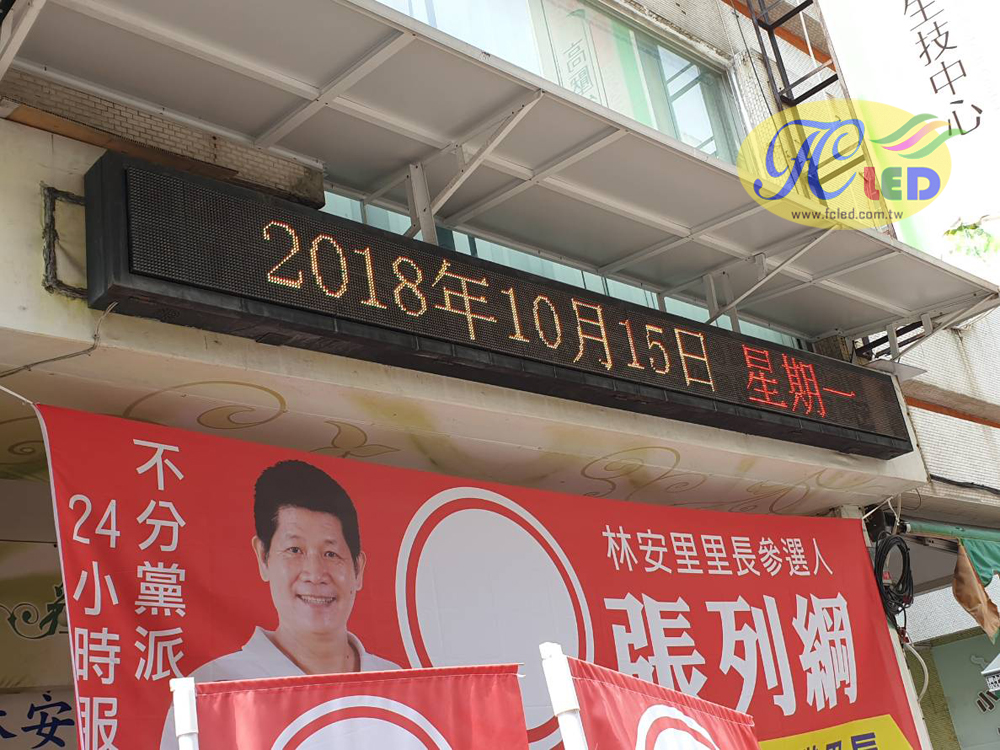 生技中心
FC LED
www.fcled.com.tw
2018年10月15日 星期一
不分黨派
24小時服
林安里里長參選人
張列綱